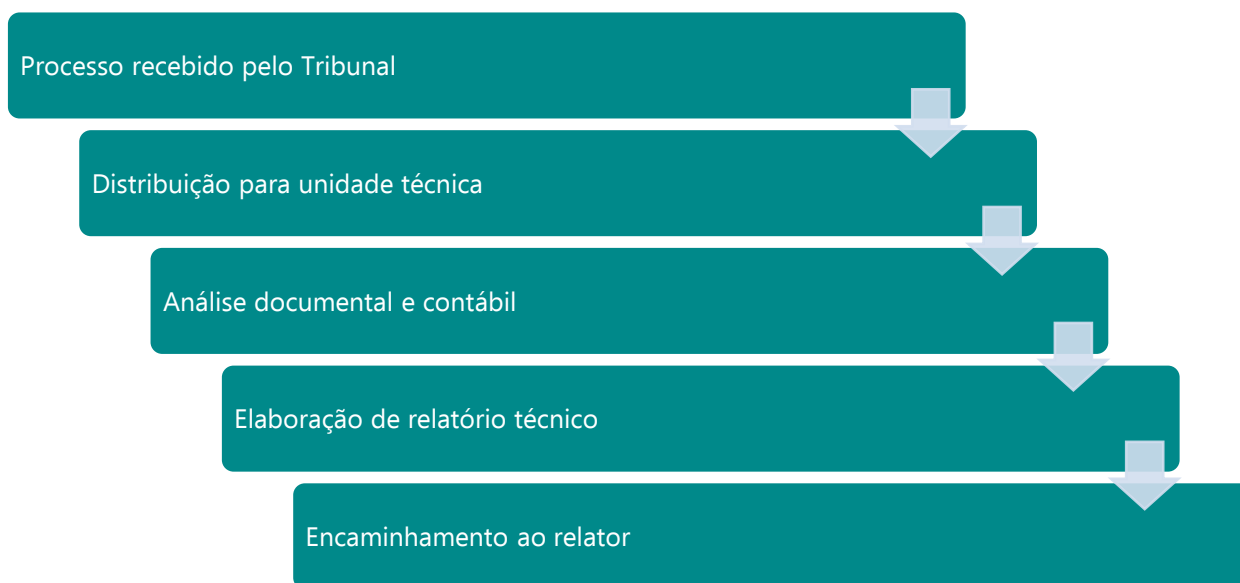 Processo recebido pelo Tribunal
Distribuição para unidade técnica
Análise documental e contábil
Elaboração de relatório técnico
Encaminhamento ao relator